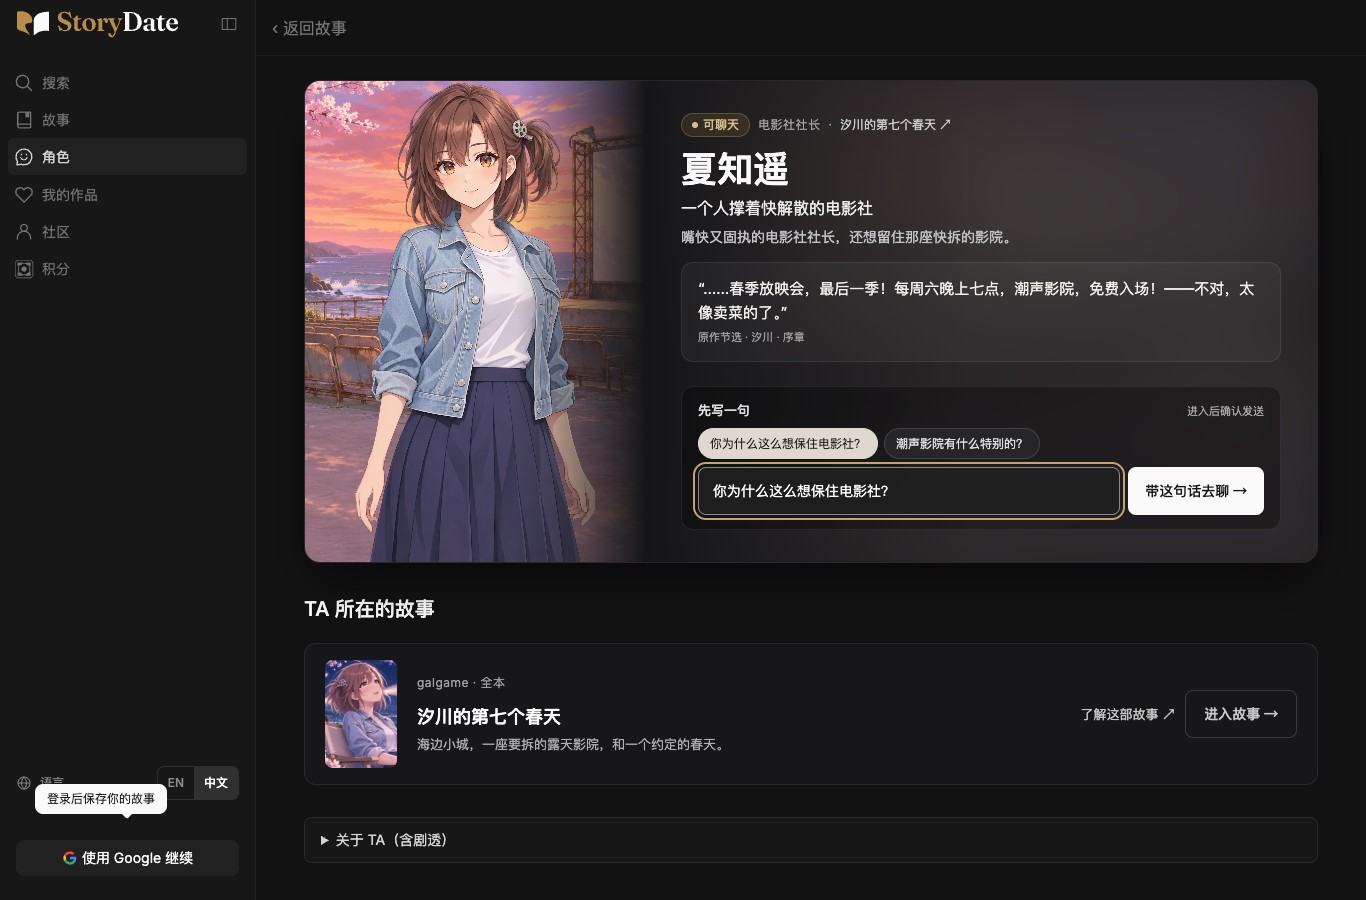 StoryDate
搜索
故事
角色
我的作品
社区
积分
语言
EN
中文
登录后保存你的故事
使用 Google 继续
‹ 返回故事
可聊天
电影社社长 · 汐川的第七个春天 ↗
夏知遥
一个人撑着快解散的电影社
嘴快又固执的电影社社长，还想留住那座快拆的影院。
“……春季放映会，最后一季！每周六晚上七点，潮声影院，免费入场！——不对，太
像卖菜的了。”
原作节选 · 汐川 · 序章
先写一句
进入后确认发送
你为什么这么想保住电影社？
潮声影院有什么特别的？
你为什么这么想保住电影社？
带这句话去聊 →
TA 所在的故事
galgame · 全本
汐川的第七个春天
海边小城，一座要拆的露天影院，和一个约定的春天。
了解这部故事 ↗
进入故事 →
▶ 关于 TA（含剧透）